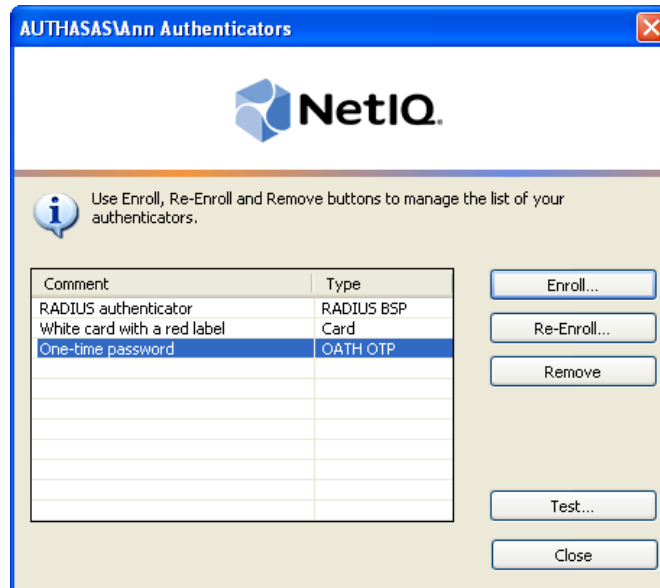 AUTHASAS\Ann Authenticators
NetIQ.
Use Enroll, Re-Enroll and Remove buttons to manage the list of your
authenticators.
Comment Type
RADIUS authenticator RADIUS BSP
White card with a red label Card
One-time password OATH OTP
Enroll...
Re-Enroll...
Remove
Test...
Close